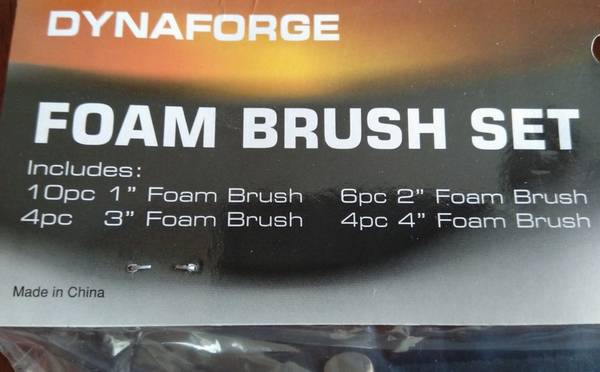 DYNAFORGE
FOAM BRUSH SET
Includes:
10pc 1" Foam Brush 6pc 2" Foam Brush
4pc 3" Foam Brush 4pc 4" Foam Brush
Made in China